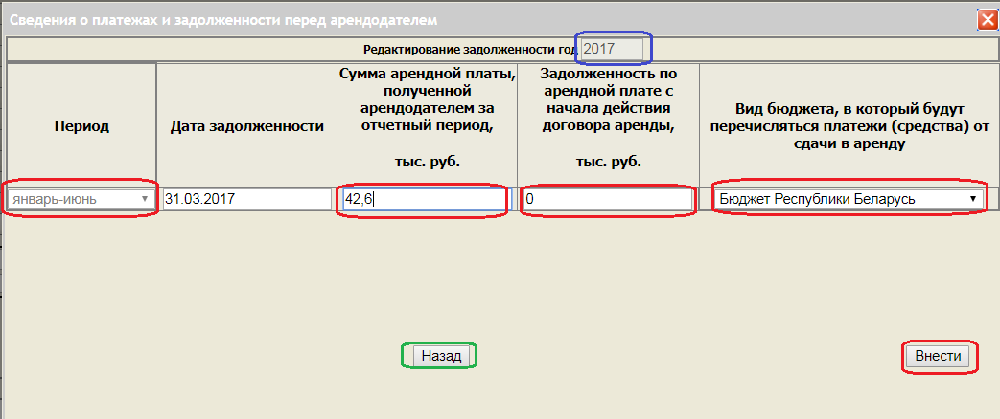 Сведения о платежах и задолженности перед арендодателем
Редактирование задолженности год 2017
Период
Дата задолженности
Сумма арендной платы,
полученной
арендодателем за
отчетный период,
тыс. руб.
Задолженность по
арендной плате с
начала действия
договора аренды,
тыс. руб.
Вид бюджета, в который будут
перечисляться платежи (средства) от
сдачи в аренду
январь-июнь
31.03.2017
42,6
0
Бюджет Республики Беларусь
Назад
Внести